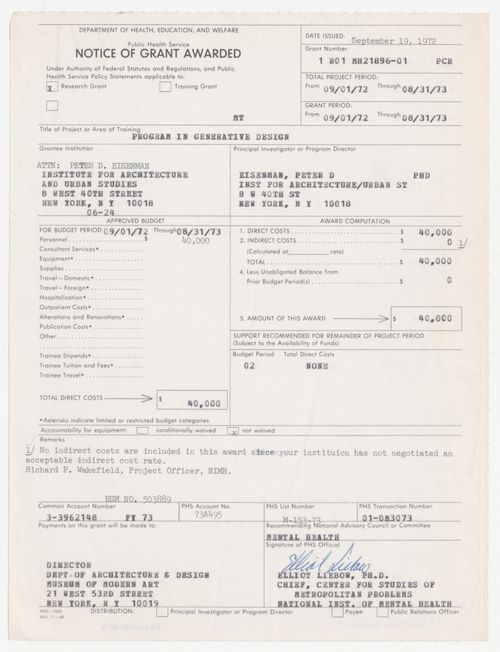 DEPARTMENT OF HEALTH, EDUCATION, AND WELFARE
Public Health Service
NOTICE OF GRANT AWARDED
Under Authority of Federal Statutes and Regulations, and Public
Health Service Policy Statements applicable to:
x Research Grant Training Grant
MT
DATE ISSUED: September 19, 1972
Grant Number
1 R01 MH21896-01 PCR
TOTAL PROJECT PERIOD:
From 09/01/72 Through 08/31/73
GRANT PERIOD:
From 09/01/72 Through 08/31/73
Title of Project or Area of Training
PROGRAM IN GENERATIVE DESIGN
Grantee Institution
ATTN: PETER D. EISENMAN
INSTITUTE FOR ARCHITECTURE
AND URBAN STUDIES
8 WEST 40TH STREET
NEW YORK, N Y 10018
06-24
Principal Investigator or Program Director
EISENMAN, PETER D PHD
INST FOR ARCHITECTURE/URBAN ST
8 W 40TH ST
NEW YORK, N Y 10018
APPROVED BUDGET
FOR BUDGET PERIOD 09/01/72 Through 08/31/73
Personnel $ 40,000
Consultant Services*
Equipment*
Supplies
Travel—Domestic*
Travel—Foreign*
Hospitalization*
Outpatient Costs*
Alterations and Renovations*
Publication Costs*
Other
Trainee Stipends*
Trainee Tuition and Fees*
Trainee Travel*
TOTAL DIRECT COSTS $ 40,000
*Asterisks indicate limited or restricted budget categories
AWARD COMPUTATION
1. DIRECT COSTS $ 40,000
2. INDIRECT COSTS $ 0 1/
(Calculated at rate)
TOTAL $ 40,000
4. Less Unobligated Balance from
Prior Budget Period(s) $ 0
5. AMOUNT OF THIS AWARD $ 40,000
SUPPORT RECOMMENDED FOR REMAINDER OF PROJECT PERIOD
(Subject to the Availability of Funds)
Budget Period Total Direct Costs
02 NONE
Accountability for equipment: conditionally waived x not waived
Remarks
1/ No indirect costs are included in this award since your instituion has not negotiated an
acceptable indirect cost rate.
Richard P. Wakefield, Project Officer, NIMH.
HSM NO. 503889
Common Account Number
3-3962148 FY 73
PHS Account No.
73A495
PHS List Number
M-153-73
PHS Transaction Number
01-0M3073
Payments on this grant will be made to:
DIRECTOR
DEPT OF ARCHITECTURE & DESIGN
MUSEUM OF MODERN ART
21 WEST 53RD STREET
NEW YORK, N Y 10019
Recommending National Advisory Council or Committee
MENTAL HEALTH
Signature of PHS Official
Elliot Liebow
ELLIOT LIEBOW, PH.D.
CHIEF, CENTER FOR STUDIES OF
METROPOLITAN PROBLEMS
NATIONAL INST. OF MENTAL HEALTH
DISTRIBUTION: Principal Investigator or Program Director Payee Public Relations Office